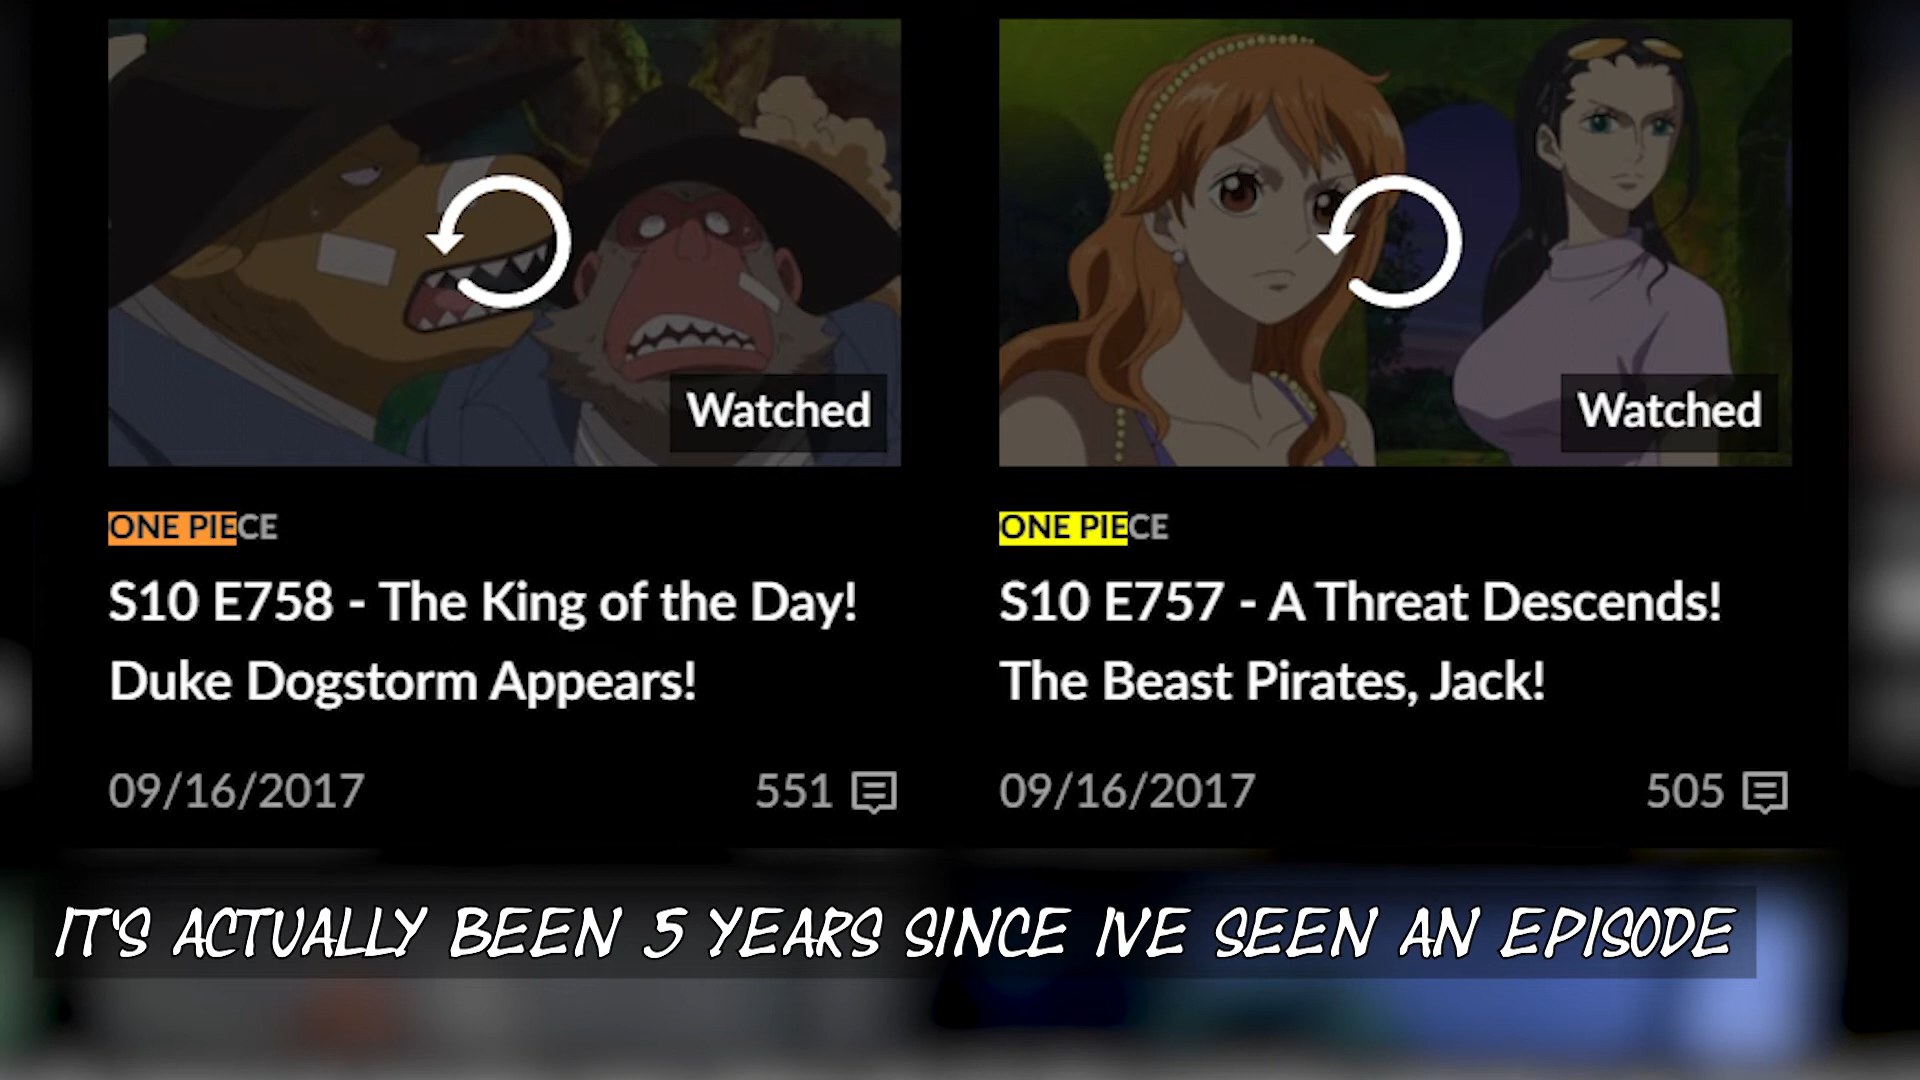 Watched
Watched
ONE PIECE
S10 E758 - The King of the Day!
Duke Dogstorm Appears!
09/16/2017
551
ONE PIECE
S10 E757 - A Threat Descends!
The Beast Pirates, Jack!
09/16/2017
505
IT'S ACTUALLY BEEN 5 YEARS SINCE IVE SEEN AN EPISODE